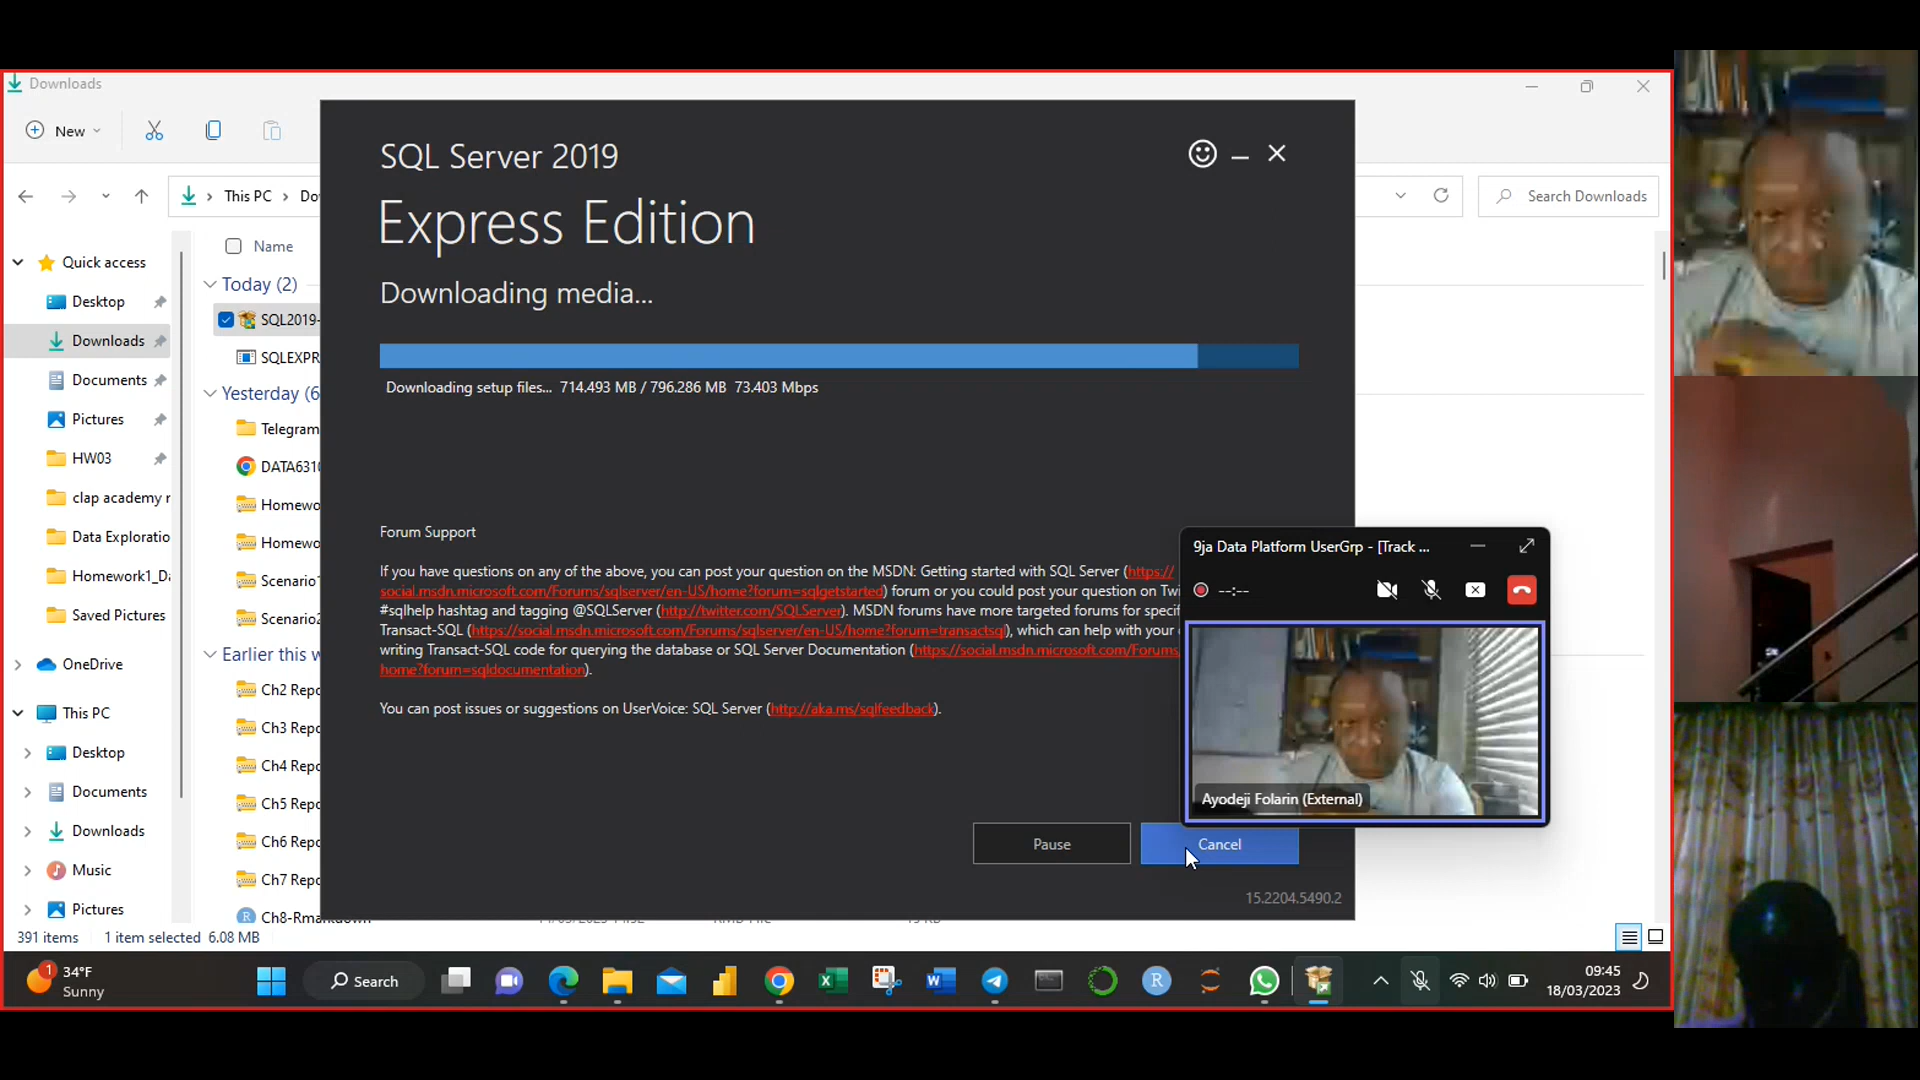 Downloads
New
This PC
Search Downloads
Name
Quick access
Desktop
Downloads
Documents
Pictures
HW03
clap academy r
Data Exploratio
Homework1_Da
Saved Pictures
OneDrive
This PC
Desktop
Documents
Downloads
Music
Pictures
Today (2)
SQL2019-
SQLEXPR
Yesterday (6
Telegram
DATA6310
Homewo
Homewo
Scenario
Scenario2
Earlier this w
Ch2 Repo
Ch3 Repo
Ch4 Repo
Ch5 Repo
Ch6 Repo
Ch7 Repo
391 items 1 item selected 6.08 MB
SQL Server 2019
Express Edition
Downloading media...
Downloading setup files... 714.493 MB / 796.286 MB 73.403 Mbps
Forum Support
If you have questions on any of the above, you can post your question on the MSDN: Getting started with SQL Server (https://
social.msdn.microsoft.com/Forums/sqlserver/en-US/home?forum=sqlgetstarted) forum or you could post your question on Twi
#sqlhelp hashtag and tagging @SQLServer (http://twitter.com/SQLServer). MSDN forums have more targeted forums for specif
Transact-SQL (https://social.msdn.microsoft.com/Forums/sqlserver/en-US/home?forum=transactsql), which can help with your
writing Transact-SQL code for querying the database or SQL Server Documentation (https://social.msdn.microsoft.com/Forums
home?forum=sqldocumentation).
You can post issues or suggestions on UserVoice: SQL Server (http://aka.ms/sqlfeedback).
Pause
Cancel
15.2204.5490.2
9ja Data Platform UserGrp - [Track ...
--:--
Ayodeji Folarin (External)
1
34°F
Sunny
Search
09:45
18/03/2023